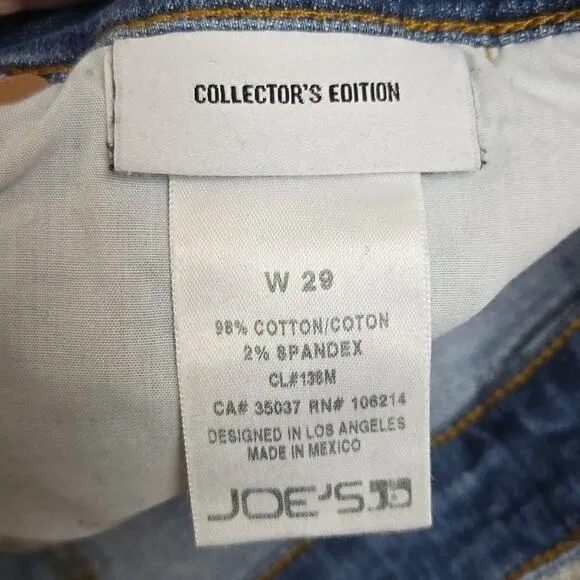 COLLECTOR'S EDITION
W 29
98% COTTON/COTON
2% SPANDEX
CL#136M
CA# 35037 RN# 106214
DESIGNED IN LOS ANGELES
MADE IN MEXICO
JOE'S